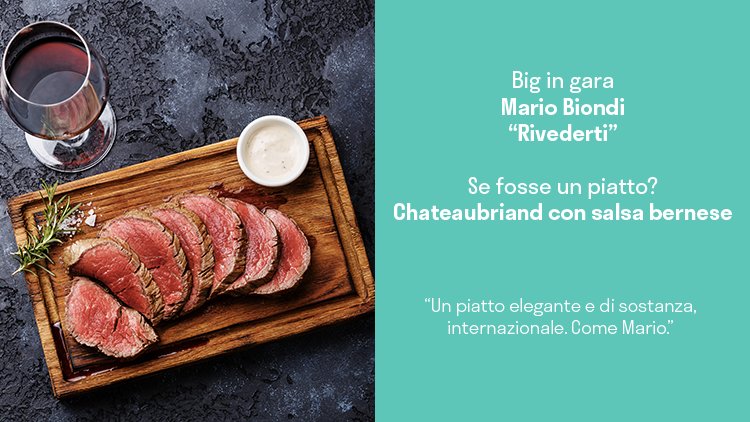 Big in gara
Mario Biondi
“Rivederti”
Se fosse un piatto?
Chateaubriand con salsa bernese
“Un piatto elegante e di sostanza,
internazionale. Come Mario.”